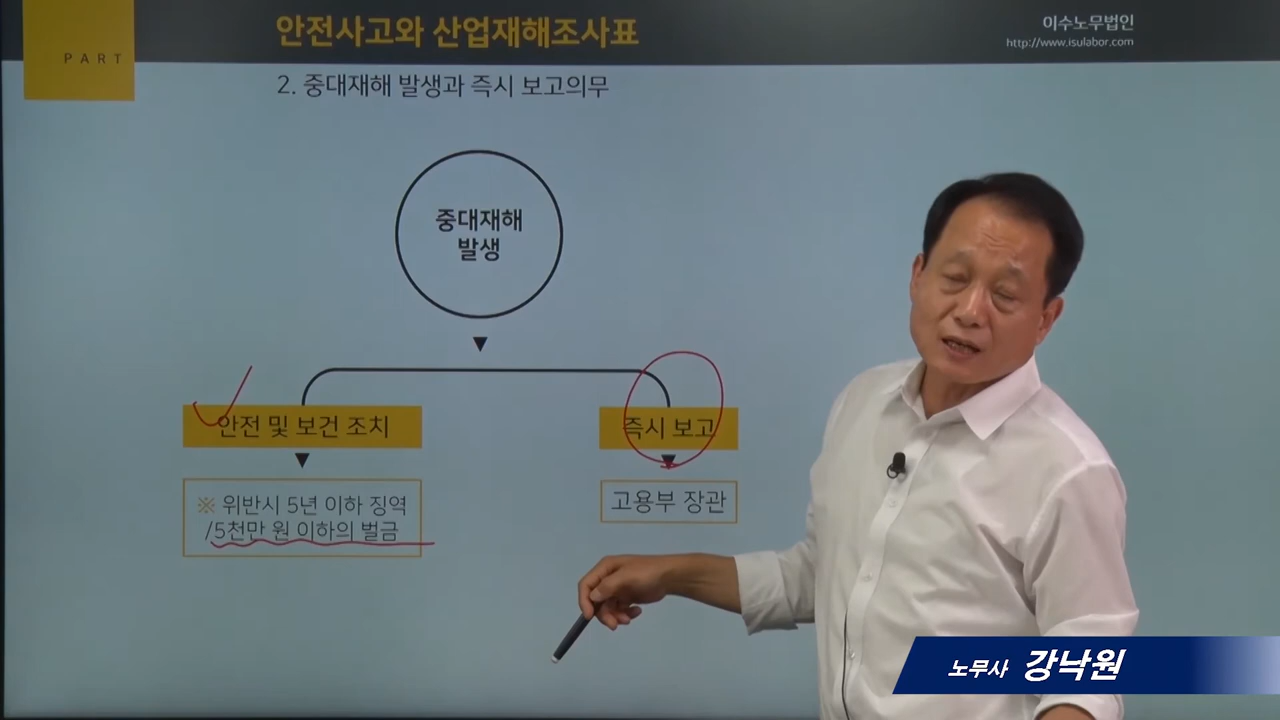 PART
안전사고와 산업재해조사표
이수노무법인
http://www.isulabor.com
2. 중대재해 발생과 즉시 보고의무
중대재해
발생
▼
안전 및 보건 조치
즉시 보고
▼
▼
※ 위반시 5년 이하 징역
/5천만 원 이하의 벌금
고용부 장관
노무사 강낙원